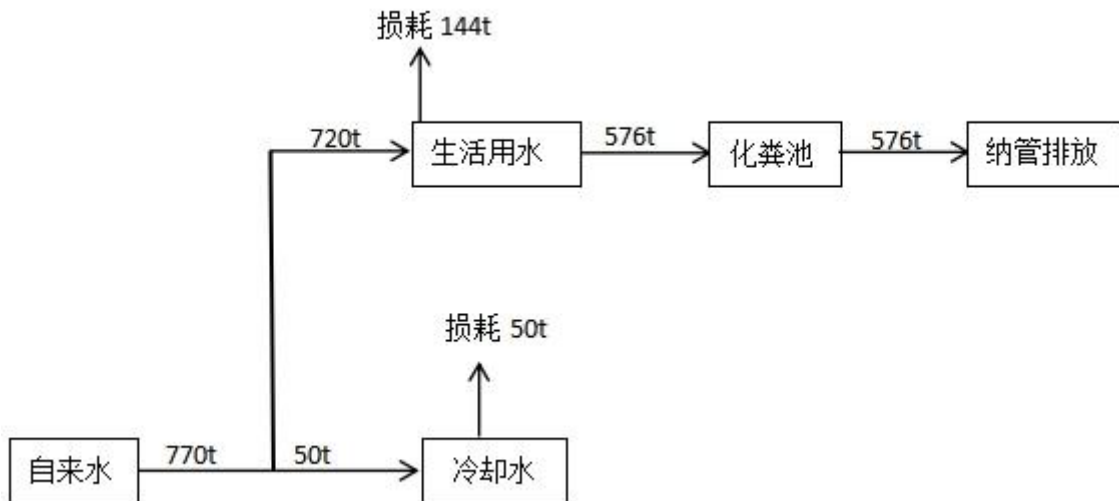 损耗 144t
720t
生活用水
576t
化粪池
576t
纳管排放
损耗 50t
自来水
770t
50t
冷却水